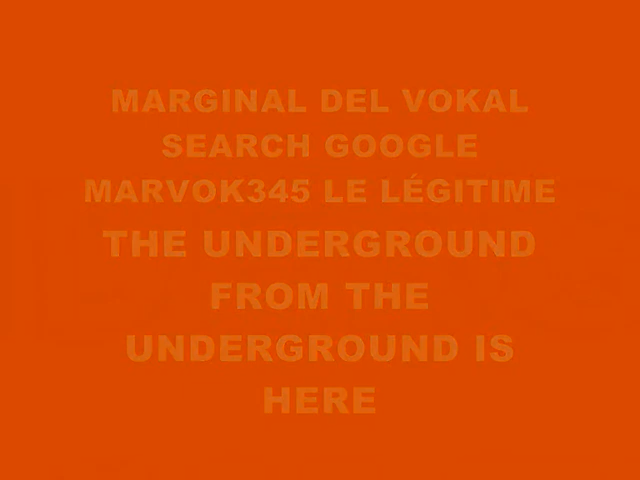 MARGINAL DEL VOKAL
SEARCH GOOGLE
MARVOK345 LE LÉGITIME
THE UNDERGROUND
FROM THE
UNDERGROUND IS
HERE